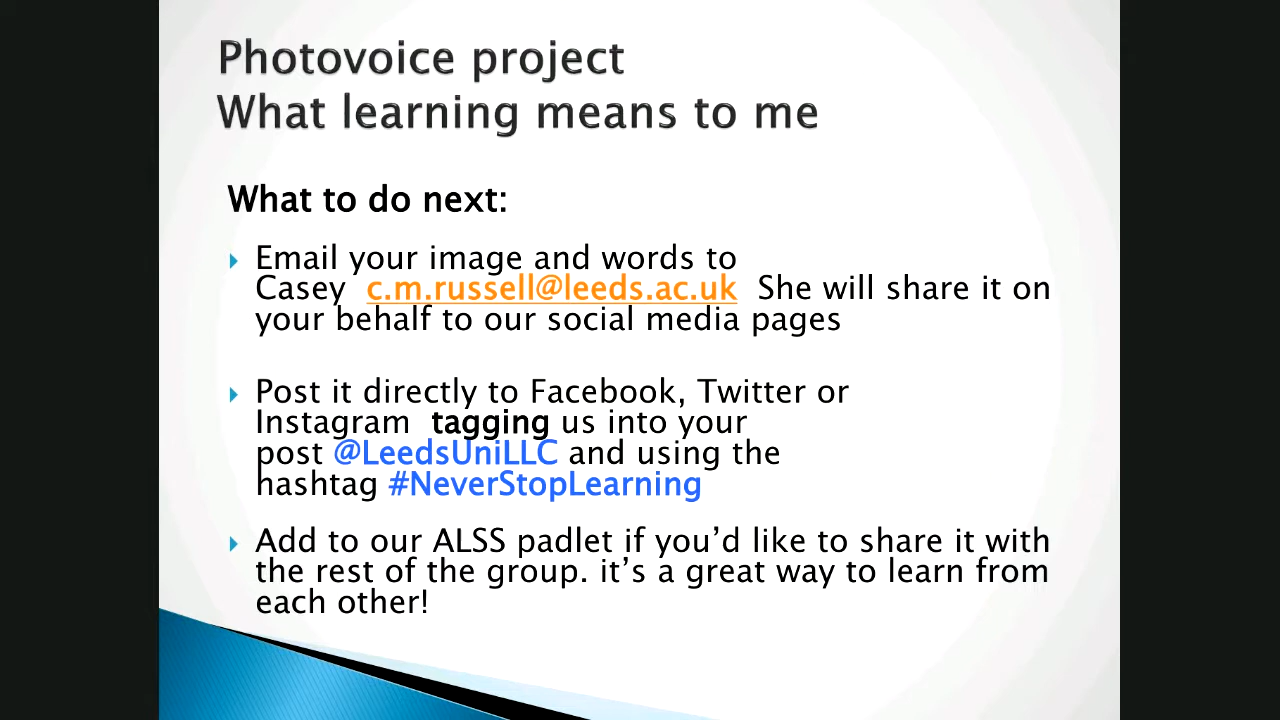 Photovoice project
What learning means to me
What to do next:
Email your image and words to
Casey c.m.russell@leeds.ac.uk She will share it on
your behalf to our social media pages
Post it directly to Facebook, Twitter or
Instagram tagging us into your
post @LeedsUniLLC and using the
hashtag #NeverStopLearning
Add to our ALSS padlet if you’d like to share it with
the rest of the group. it’s a great way to learn from
each other!